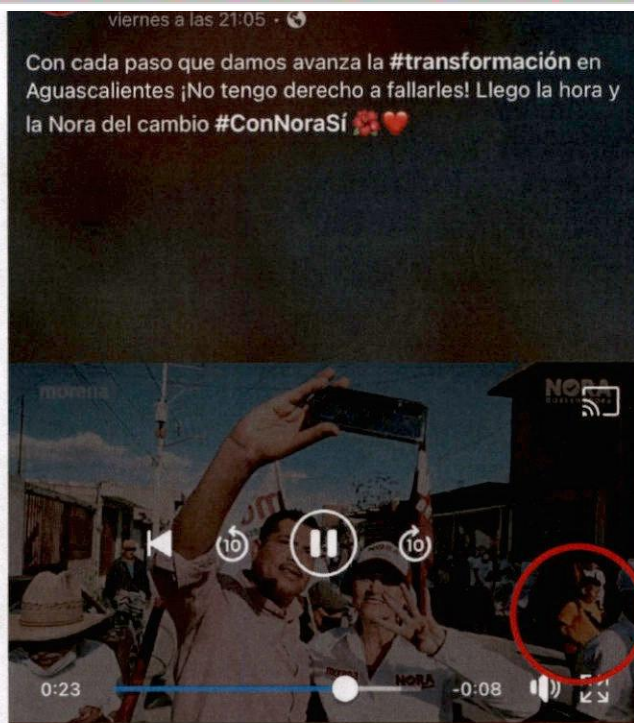 viernes a las 21:05 ·
Con cada paso que damos avanza la #transformación en
Aguascalientes ¡No tengo derecho a fallarles! Llego la hora y
la Nora del cambio #ConNoraSí 🌺❤️
morena
NORA
10
10
morena
NORA
0:23
-0:08